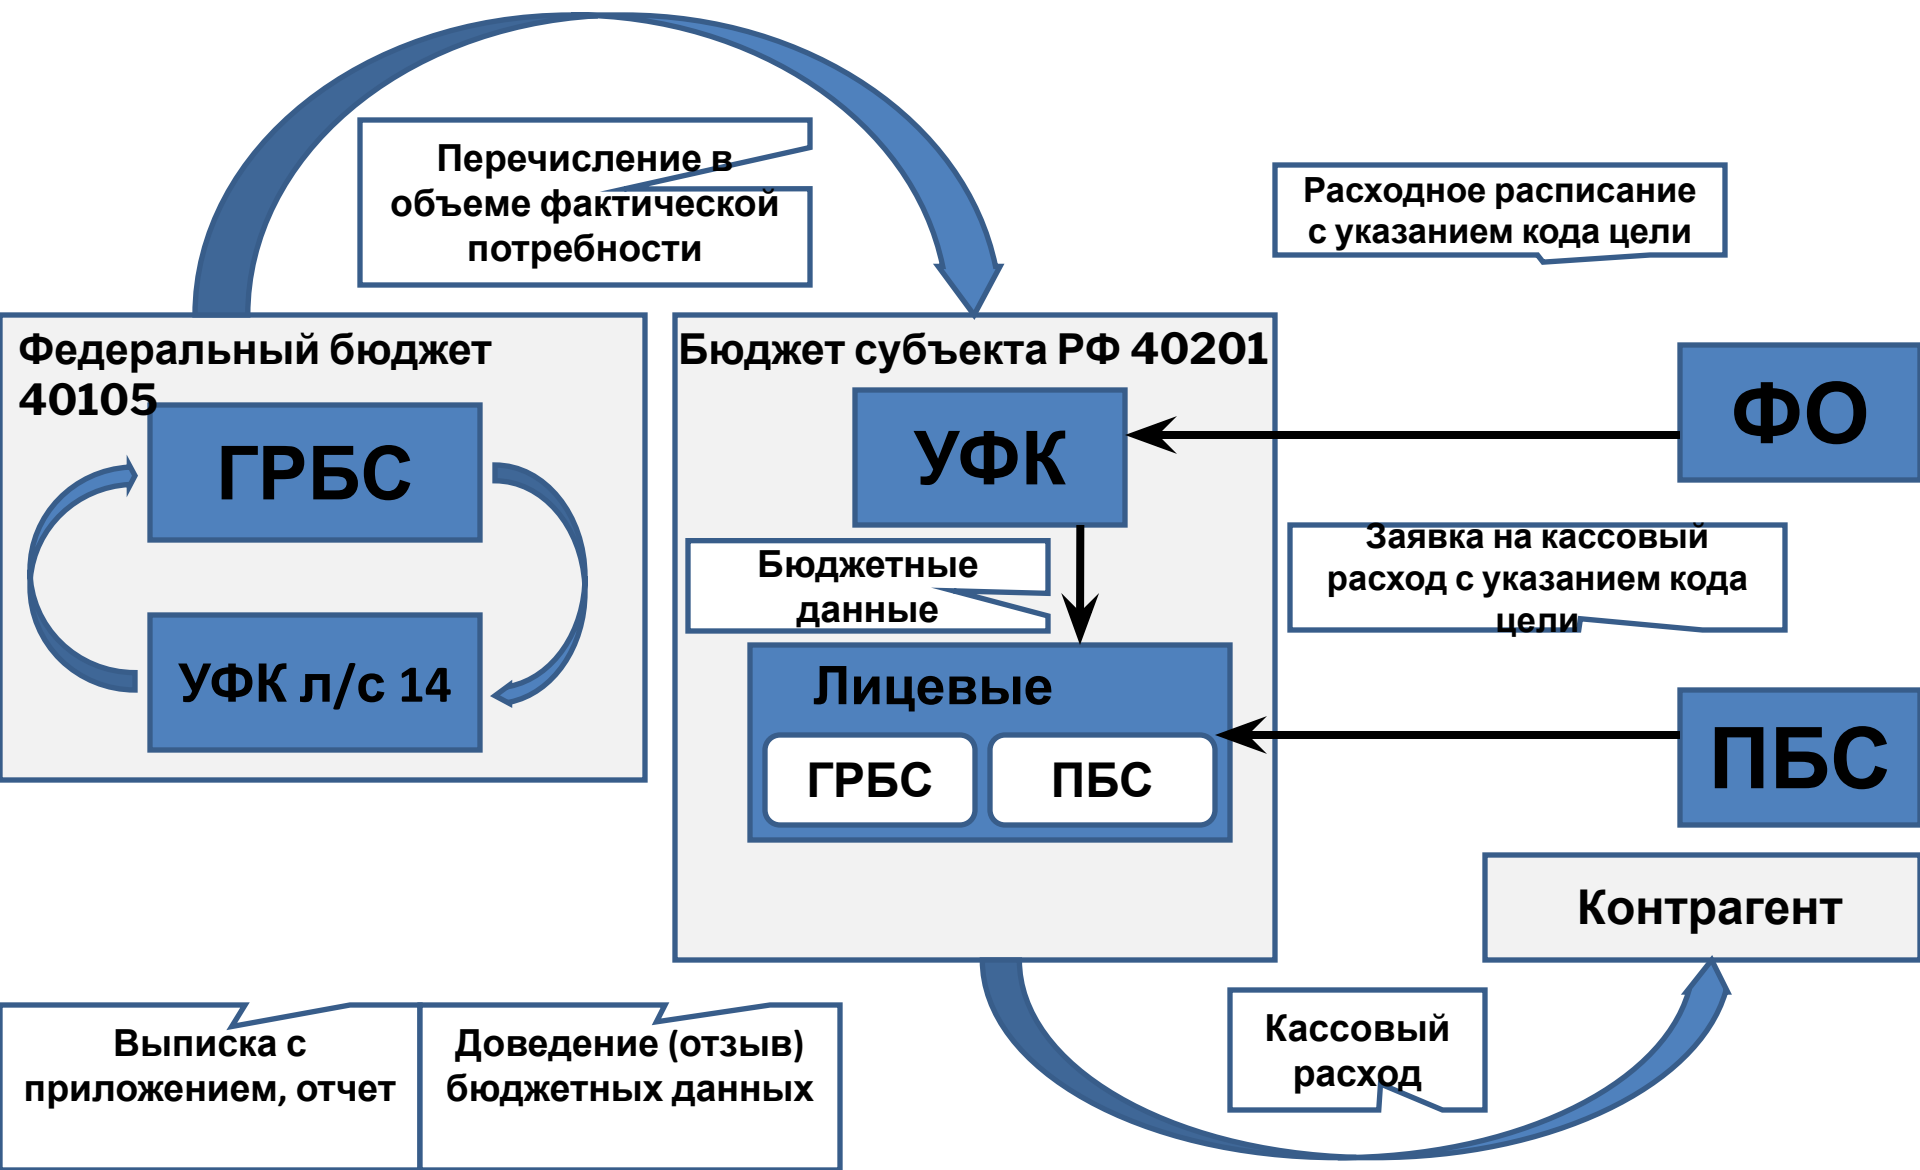 Перечисление в
объеме фактической
потребности
Расходное расписание
с указанием кода цели
Федеральный бюджет
40105
ГРБС
УФК л/с 14
Бюджет субъекта РФ 40201
УФК
Бюджетные
данные
Лицевые
ГРБС
ПБС
ФО
Заявка на кассовый
расход с указанием кода
цели
ПБС
Контрагент
Выписка с
приложением, отчет
Доведение (отзыв)
бюджетных данных
Кассовый
расход